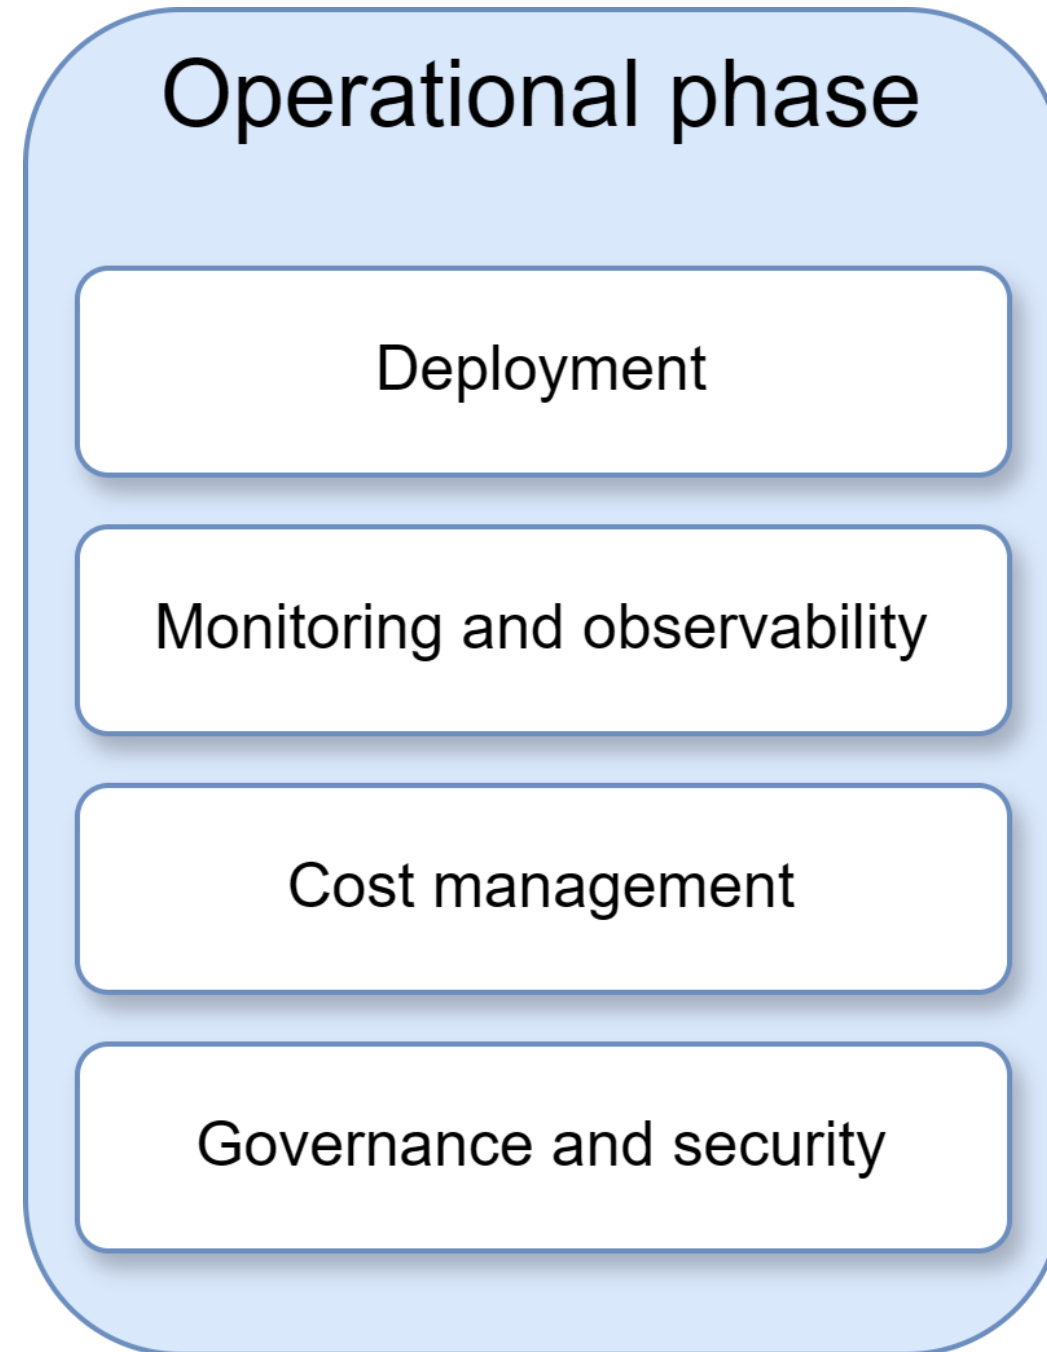 Operational phase
Deployment
Monitoring and observability
Cost management
Governance and security